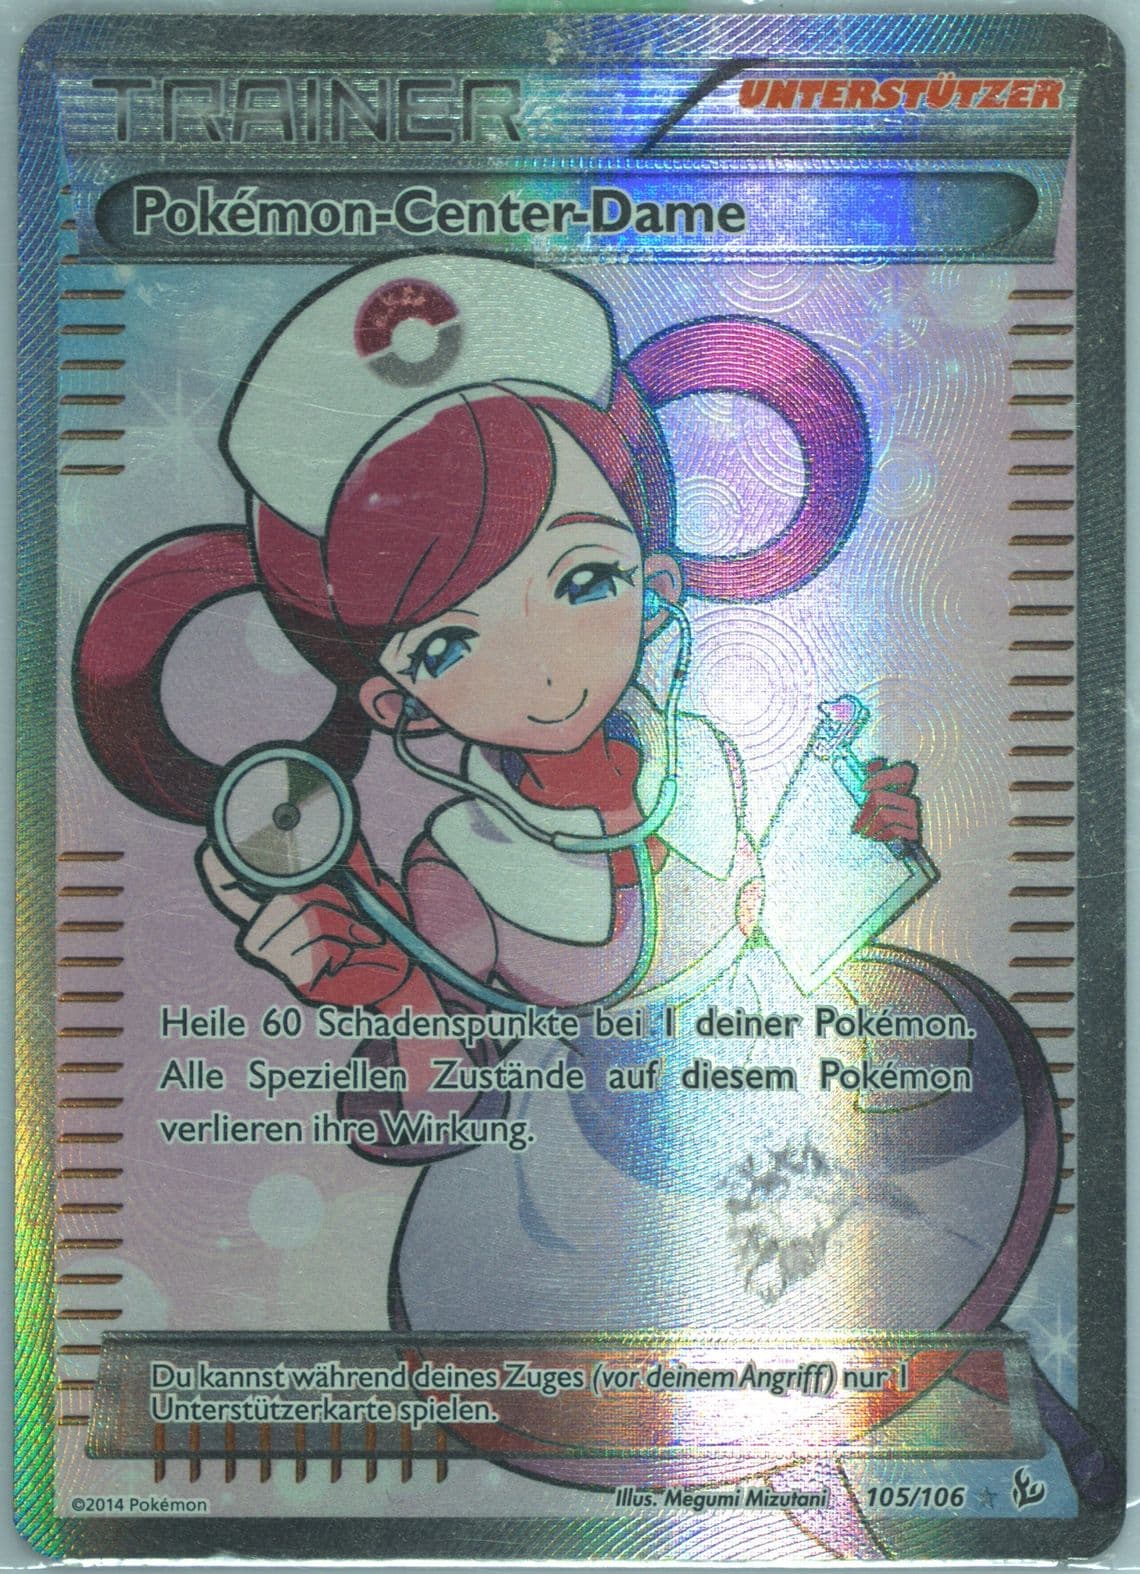 TRAINER
UNTERSTÜTZER
Pokémon-Center-Dame
Heile 60 Schadenspunkte bei 1 deiner Pokémon.
Alle Speziellen Zustände auf diesem Pokémon
verlieren ihre Wirkung.
Du kannst während deines Zuges (vor deinem Angriff) nur 1
Unterstützerkarte spielen.
©2014 Pokémon
Illus. Megumi Mizutani
105/106